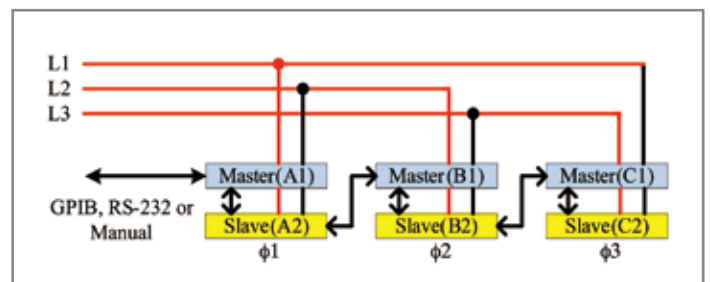 L1
L2
L3
Master(A1) Master(B1) Master(C1)
GPIB, RS-232 or
Manual
Slave(A2) Slave(B2) Slave(C2)
ϕ1 ϕ2 ϕ3